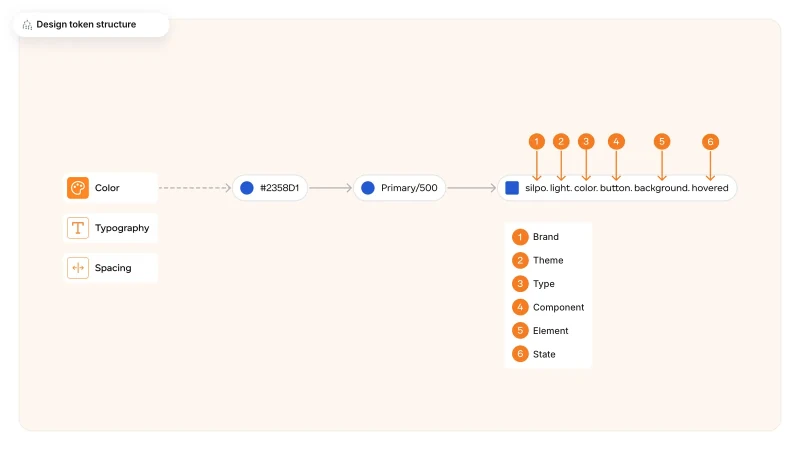 Design token structure
1 2 3 4 5 6
Color
#2358D1
Primary/500
silpo. light. color. button. background. hovered
Typography
Spacing
1 Brand
2 Theme
3 Type
4 Component
5 Element
6 State